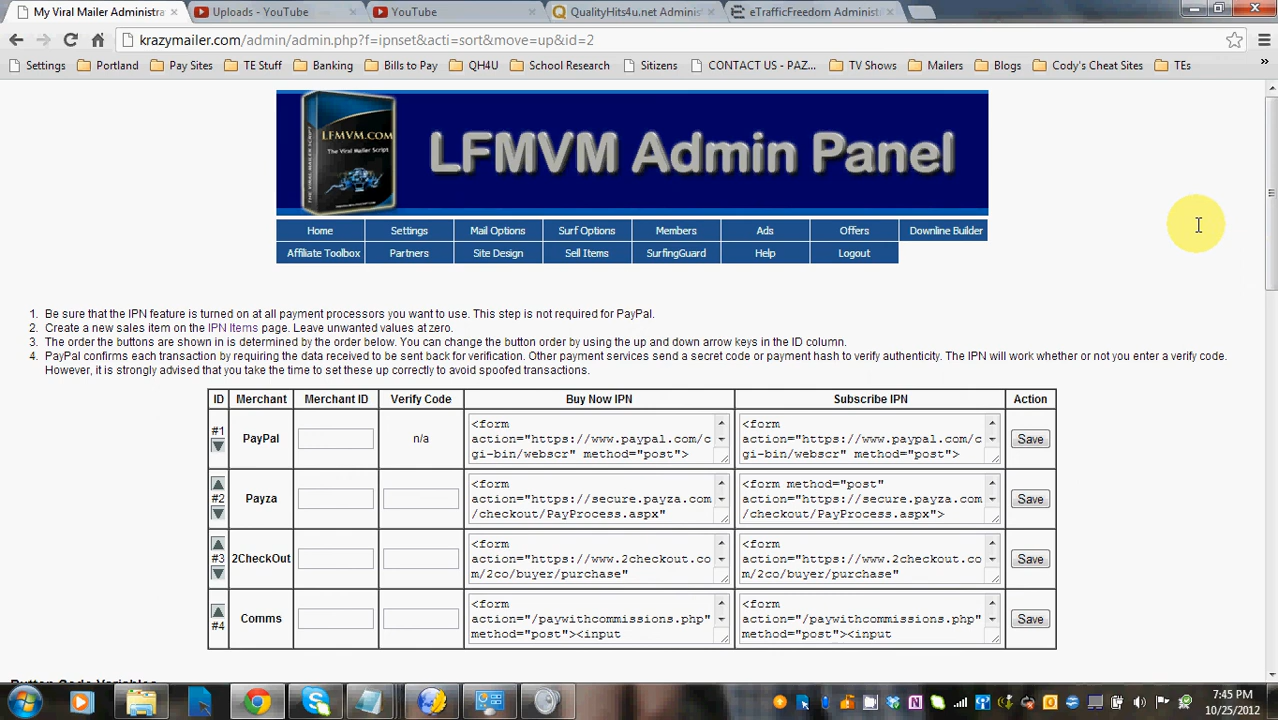 My Viral Mailer Administra
Uploads - YouTube
YouTube
QualityHits4u.net Adminis
eTrafficFreedom Administ
krazymailer.com/admin/admin.php?f=ipnset&acti=sort&move=up&id=2
Settings Portland Pay Sites TE Stuff Banking Bills to Pay QH4U School Research Sitizens CONTACT US - PAZ... TV Shows Mailers Blogs Cody's Cheat Sites TEs
LFMVM.COM
The Viral Mailer Script
LFMVM Admin Panel
Home Settings Mail Options Surf Options Members Ads Offers Downline Builder
Affiliate Toolbox Partners Site Design Sell Items SurfingGuard Help Logout
1. Be sure that the IPN feature is turned on at all payment processors you want to use. This step is not required for PayPal.
2. Create a new sales item on the IPN Items page. Leave unwanted values at zero.
3. The order the buttons are shown in is determined by the order below. You can change the button order by using the up and down arrow keys in the ID column.
4. PayPal confirms each transaction by requiring the data received to be sent back for verification. Other payment services send a secret code or payment hash to verify authenticity. The IPN will work whether or not you enter a verify code.
However, it is strongly advised that you take the time to set these up correctly to avoid spoofed transactions.
ID Merchant Merchant ID Verify Code Buy Now IPN Subscribe IPN Action
#1 PayPal n/a
<form
action="https://www.paypal.com/c
gi-bin/webscr" method="post">
<form
action="https://www.paypal.com/c
gi-bin/webscr" method="post">
Save
#2 Payza
<form
action="https://secure.payza.com
/checkout/PayProcess.aspx"
<form method="post"
action="https://secure.payza.com
/checkout/PayProcess.aspx">
Save
#3 2CheckOut
<form
action="https://www.2checkout.co
m/2co/buyer/purchase"
<form
action="https://www.2checkout.co
m/2co/buyer/purchase"
Save
#4 Comms
<form
action="/paywithcommissions.php"
method="post"><input
<form
action="/paywithcommissions.php"
method="post"><input
Save
7:45 PM
10/25/2012